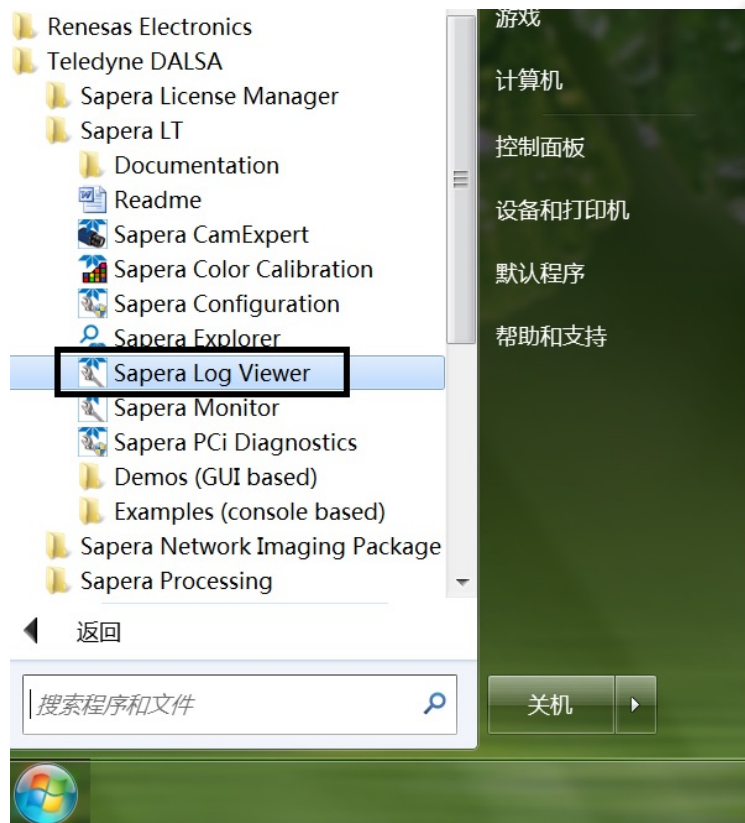 Renesas Electronics
Teledyne DALSA
Sapera License Manager
Sapera LT
Documentation
Readme
Sapera CamExpert
Sapera Color Calibration
Sapera Configuration
Sapera Explorer
Sapera Log Viewer
Sapera Monitor
Sapera PCi Diagnostics
Demos (GUI based)
Examples (console based)
Sapera Network Imaging Package
Sapera Processing
返回
搜索程序和文件
游戏
计算机
控制面板
设备和打印机
默认程序
帮助和支持
关机